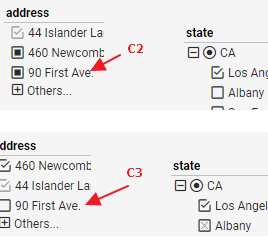 address
44 Islander La
460 Newcomb
90 First Ave.
Others...
C2
state
CA
Los Ang
Albany
address
460 Newcomb
44 Islander La
90 First Ave.
Others...
C3
state
CA
Los Angel
Albany